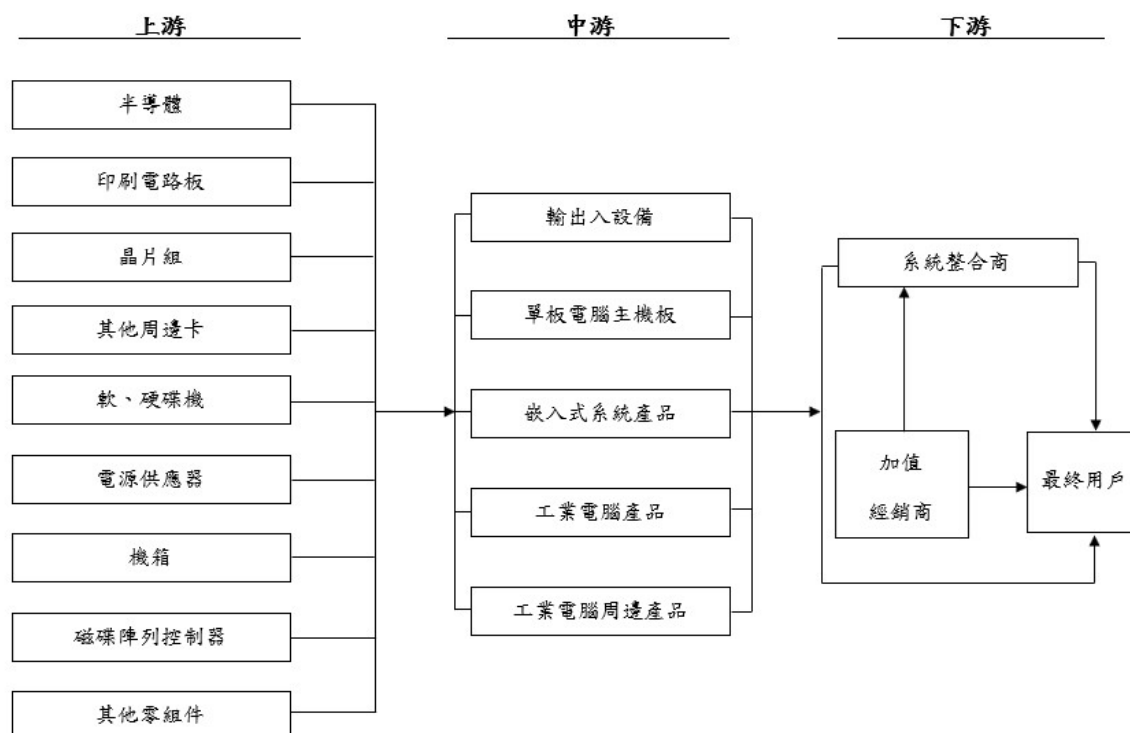 上游
中游
下游
半導體
印刷電路板
晶片組
其他周邊卡
軟、硬碟機
電源供應器
機箱
磁碟陣列控制器
其他零組件
輸出入設備
單板電腦主機板
嵌入式系統產品
工業電腦產品
工業電腦周邊產品
系統整合商
加值
經銷商
最終用戶